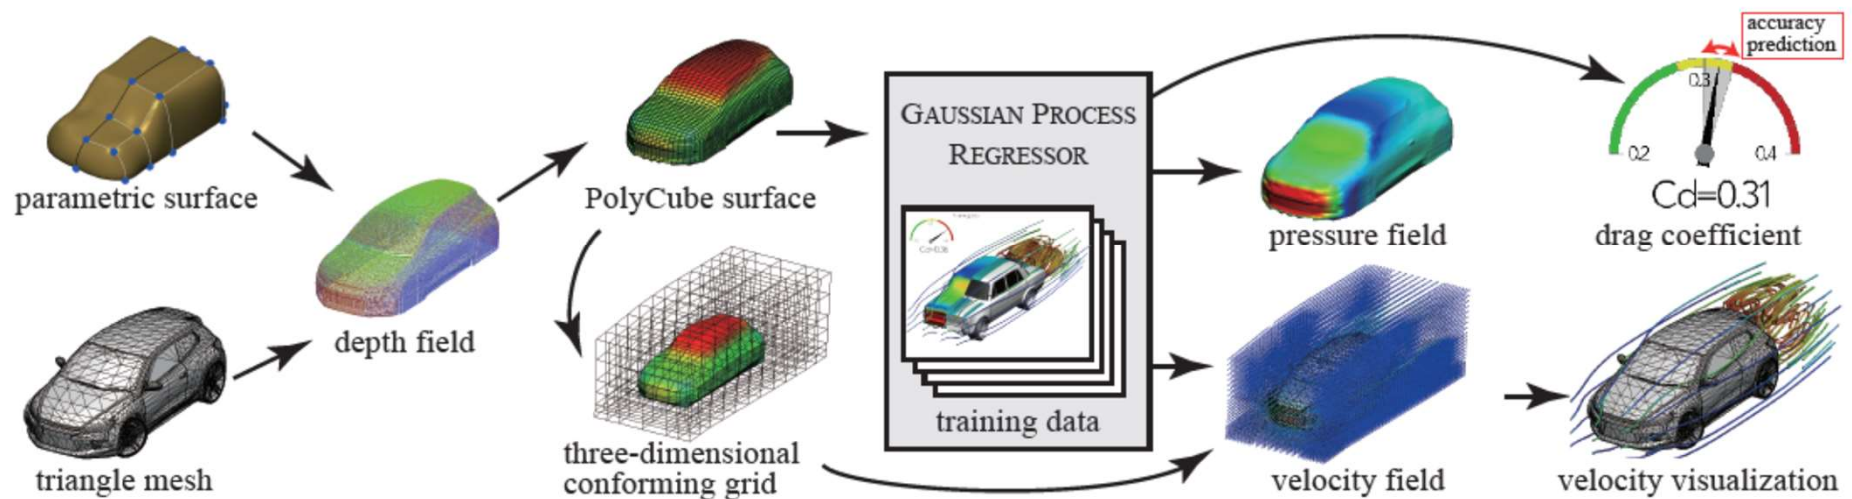 parametric surface
triangle mesh
depth field
PolyCube surface
three-dimensional
conforming grid
GAUSSIAN PROCESS
REGRESSOR
training data
pressure field
velocity field
accuracy
prediction
0.3
0.2
0.4
Cd=0.31
drag coefficient
velocity visualization